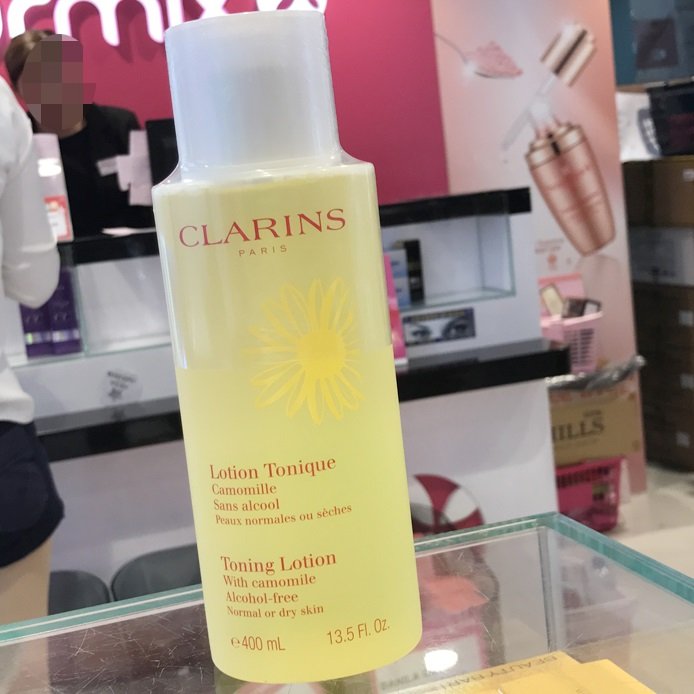 rmix
CLARINS
PARIS
Lotion Tonique
Camomille
Sans alcool
Peaux normales ou sèches
Toning Lotion
With camomile
Alcohol-free
Normal or dry skin
e400 mL 13.5 Fl. Oz.
HILLS